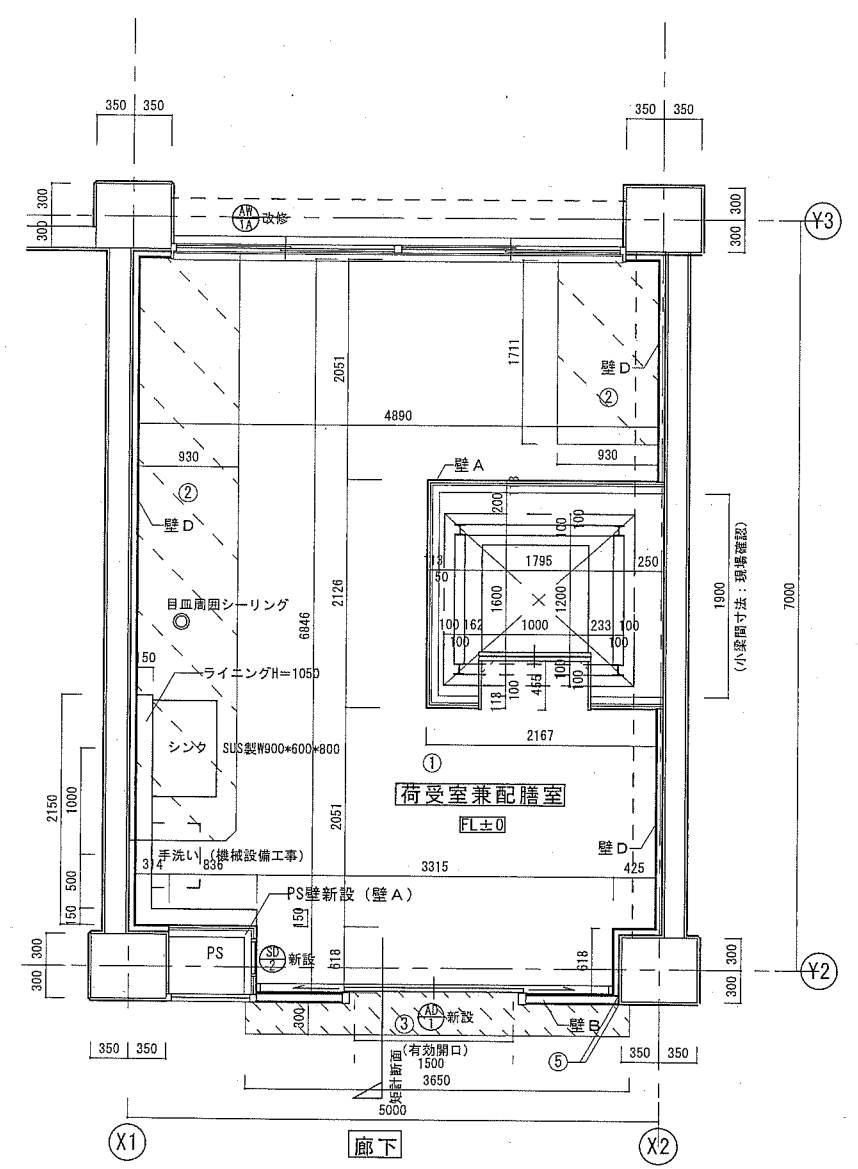 350 350
350 350
300
300
AW
1A
改修
300
300
Y3
2051
1711
壁D
②
4890
930
930
②
壁A
壁D
18
200
100
100
113
50
1795
250
1900
(小梁間寸法:現場確認)
7000
目皿周囲シーリング
2126
6846
1600
1200
100 162
1000
233 100
100
100
150
ライニングH=1050
118
100
455
100
100
2167
シンク
SUS製W900*600*800
①
荷受室兼配膳室
FL±0
2150
1000
2051
壁D
手洗い (機械設備工事)
314
836
3315
425
500
150
PS壁新設(壁A)
150
PS
SD
2
新設
618
618
300
300
300
300
Y2
300
③
AD
1
新設
壁B
(有効開口)
1500
⑤
350 350
350 350
矩計断面
3650
5000
X1
廊下
X2